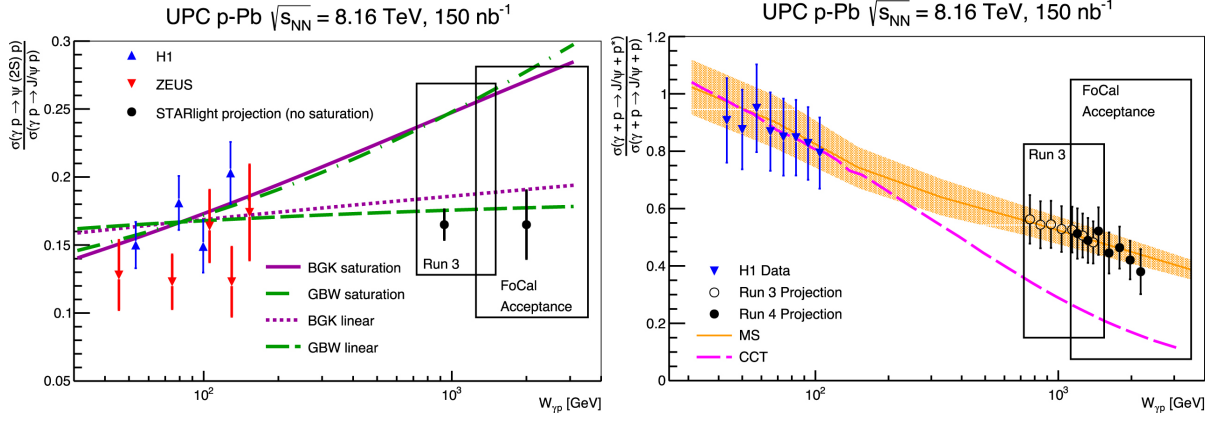 UPC p-Pb √s_NN = 8.16 TeV, 150 nb⁻¹
σ(γ p → ψ (2S) p)
σ(γ p → J/ψ p)
0.3
0.25
0.2
0.15
0.1
0.05
H1
ZEUS
STARlight projection (no saturation)
Run 3
FoCal
Acceptance
BGK saturation
GBW saturation
BGK linear
GBW linear
10²
10³
W_γp [GeV]
UPC p-Pb √s_NN = 8.16 TeV, 150 nb⁻¹
σ(γ + p → J/ψ + p*)
σ(γ + p → J/ψ + p)
1.2
1
0.8
0.6
0.4
0.2
0
FoCal
Acceptance
Run 3
H1 Data
Run 3 Projection
Run 4 Projection
MS
CCT
10²
10³
W_γp [GeV]